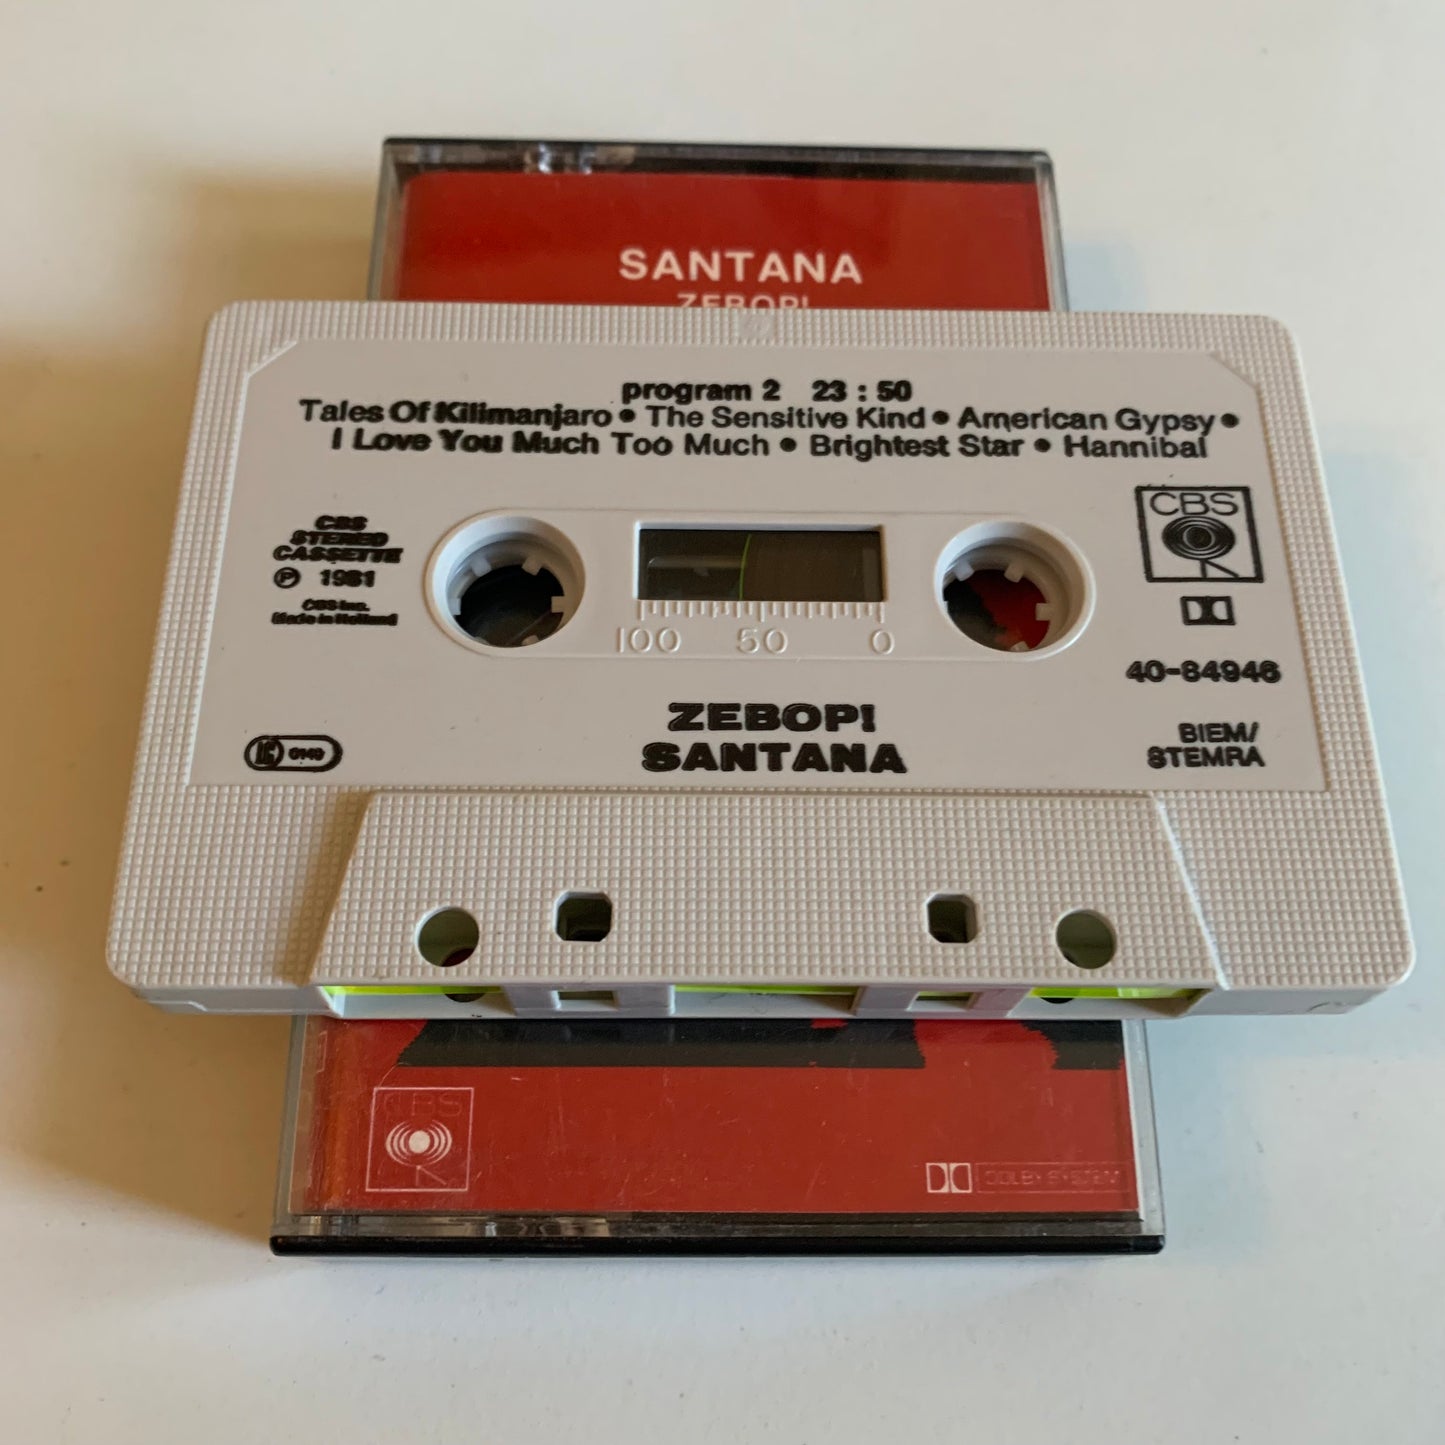 SANTANA
ZEBOP!
program 2 23 : 50
Tales Of Kilimanjaro • The Sensitive Kind • American Gypsy •
I Love You Much Too Much • Brightest Star • Hannibal
CBS
STEREO
CASSETTE
℗ 1981
CBS Inc.
Made in Holland
CBS
100 50 0
40-84946
ZEBOP!
SANTANA
BIEM/
STEMRA
CBS
DOLBY SYSTEM